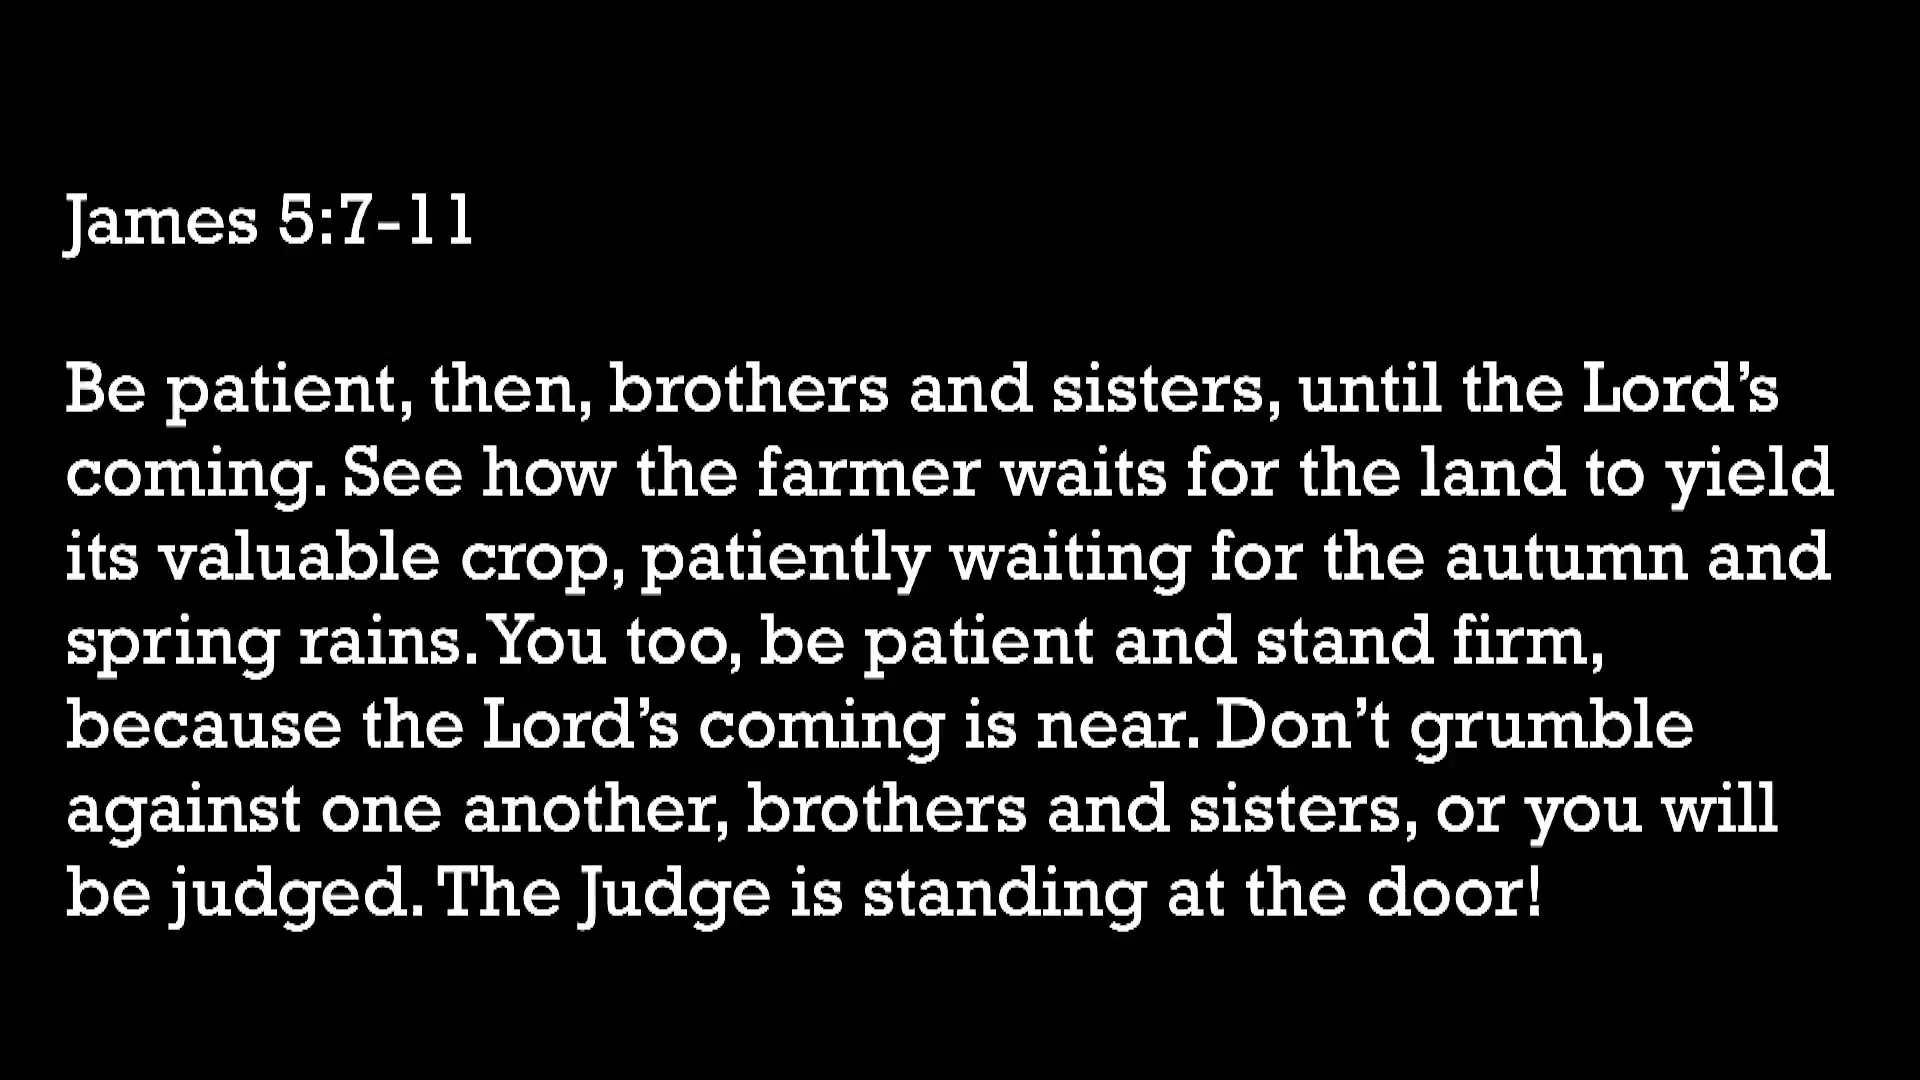 James 5:7-11
Be patient, then, brothers and sisters, until the Lord’s
coming. See how the farmer waits for the land to yield
its valuable crop, patiently waiting for the autumn and
spring rains. You too, be patient and stand firm,
because the Lord’s coming is near. Don’t grumble
against one another, brothers and sisters, or you will
be judged. The Judge is standing at the door!